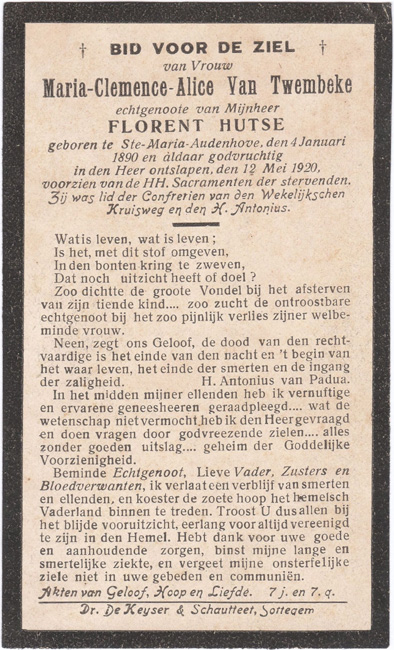 † BID VOOR DE ZIEL †
van Vrouw
Maria-Clemence-Alice Van Twembeke
echtgenoote van Mijnheer
FLORENT HUTSE
geboren te Ste-Maria-Audenhove, den 4 Januari
1890 en àldaar godvruchtig
in den Heer ontslapen, den 12 Mei 1920,
voorzien van de HH. Sacramenten der stervenden.
Zij was lid der Confrerien van den Wekelijkschen
Kruisweg en den H. Antonius.
Wat is leven, wat is leven ;
Is het, met dit stof omgeven,
In den bonten kring te zweven,
Dat noch uitzicht heeft of doel ?
Zoo dichtte de groote Vondel bij het afsterven
van zijn tiende kind.... zoo zucht de ontroostbare
echtgenoot bij het zoo pijnlijk verlies zijner welbe-
minde vrouw.
Neen, zegt ons Geloof, de dood van den recht-
vaardige is het einde van den nacht en 't begin van
het waar leven, het einde der smerten en de ingang
der zaligheid. H. Antonius van Padua.
In het midden mijner ellenden heb ik vernuftige
en ervarene geneesheeren geraadpleegd.... wat de
wetenschap niet vermocht heb ik den Heer gevraagd
en doen vragen door godvreezende zielen.... alles
zonder goeden uitslag.... geheim der Goddelijke
Voorzienigheid.
Beminde Echtgenoot, Lieve Vader, Zusters en
Bloedverwanten, ik verlaat een verblijf van smerten
en ellenden, en koester de zoete hoop het hemelsch
Vaderland binnen te treden. Troost U dus allen bij
het blijde vooruitzicht, eerlang voor altijd vereenigd
te zijn in den Hemel. Heb dank voor uwe goede
en aanhoudende zorgen, binst mijne lange en
smertelijke ziekte, en vergeet mijne onsterfelijke
ziele niet in uwe gebeden en communiën.
Akten van Geloof, Hoop en Liefde. 7 j. en 7. q.
Dr. De Keyser & Schautteet, Sottegem